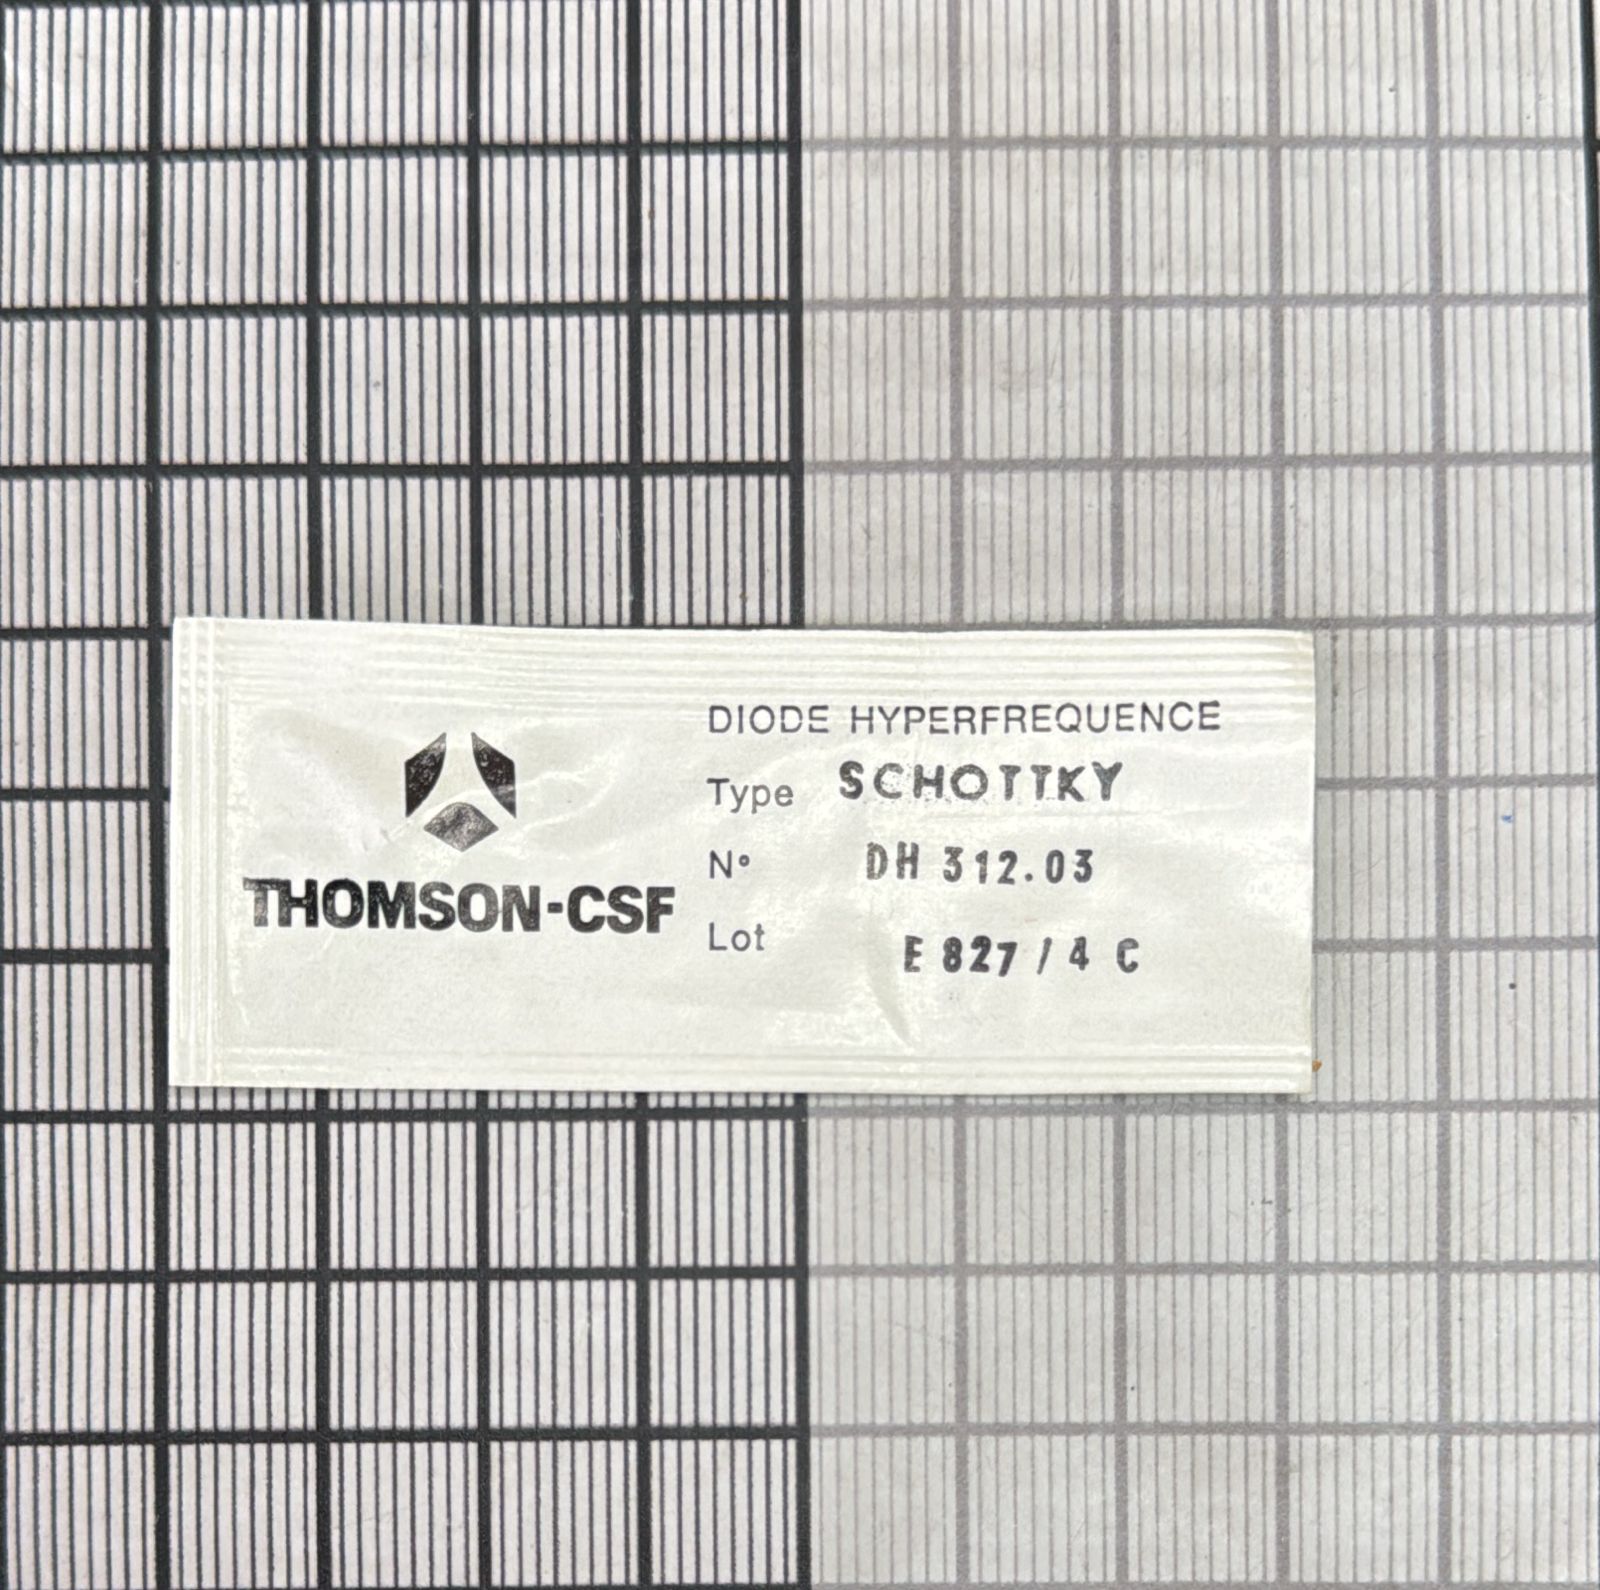 THOMSON-CSF
DIODE HYPERFREQUENCE
Type SCHOTTKY
N° DH 312.03
Lot E 827 / 4 C